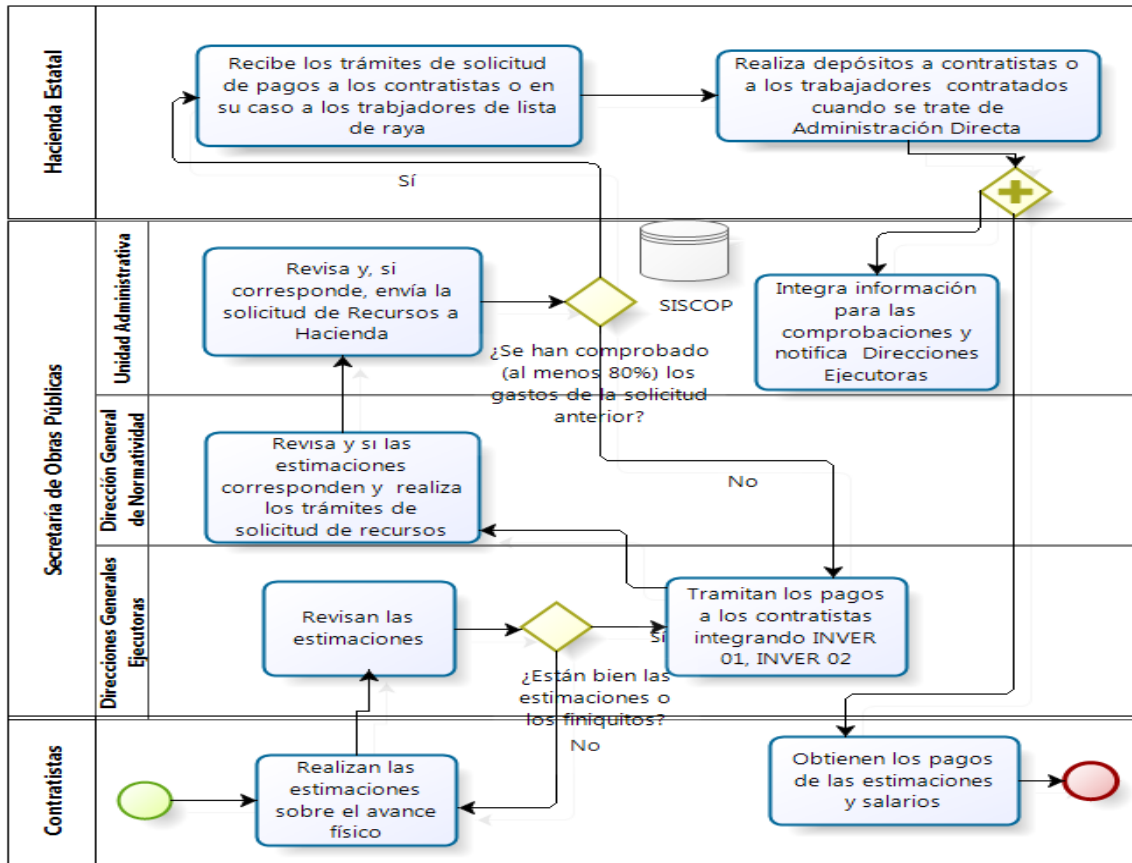 Hacienda Estatal
Recibe los trámites de solicitud
de pagos a los contratistas o en
su caso a los trabjadores de lista
de raya
Realiza depósitos a contratistas o
a los trabajadores contratados
cuando se trate de
Administración Directa
Sí
Secretaría de Obras Públicas
Unidad Administrativa
Revisa y, si
corresponde, envía la
solicitud de Recursos a
Hacienda
SISCOP
¿Se han comprobado
(al menos 80%) los
gastos de la solicitud
anterior?
Integra información
para las
comprobaciones y
notifica Direcciones
Ejecutoras
Dirección General
de Normatividad
Revisa y si las
estimaciones
corresponden y realiza
los trámites de
solicitud de recursos
No
Direcciones Generales
Ejecutoras
Revisan las
estimaciones
Sí
¿Están bien las
estimaciones o
los finiquitos?
No
Tramitan los pagos
a los contratistas
integrando INVER
01, INVER 02
Contratistas
Realizan las
estimaciones
sobre el avance
físico
Obtienen los pagos
de las estimaciones
y salarios